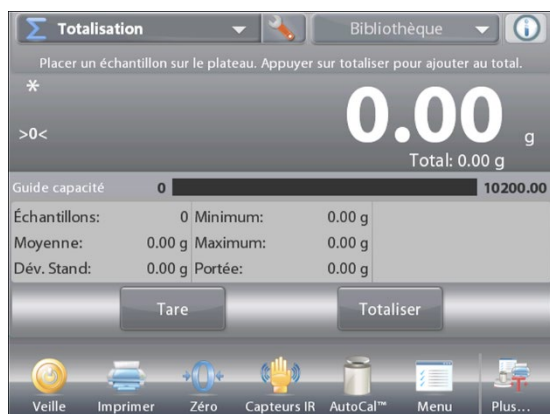 Σ Totalisation Bibliothèque i
Placer un échantillon sur le plateau. Appuyer sur totaliser pour ajouter au total.
*
>0< 0.00 g
Total: 0.00 g
Guide capacité 0 10200.00
Échantillons: 0 Minimum: 0.00 g
Moyenne: 0.00 g Maximum: 0.00 g
Dév. Stand: 0.00 g Portée: 0.00 g
Tare Totaliser
→0←
Veille Imprimer Zéro Capteurs IR AutoCal™ Menu Plus...